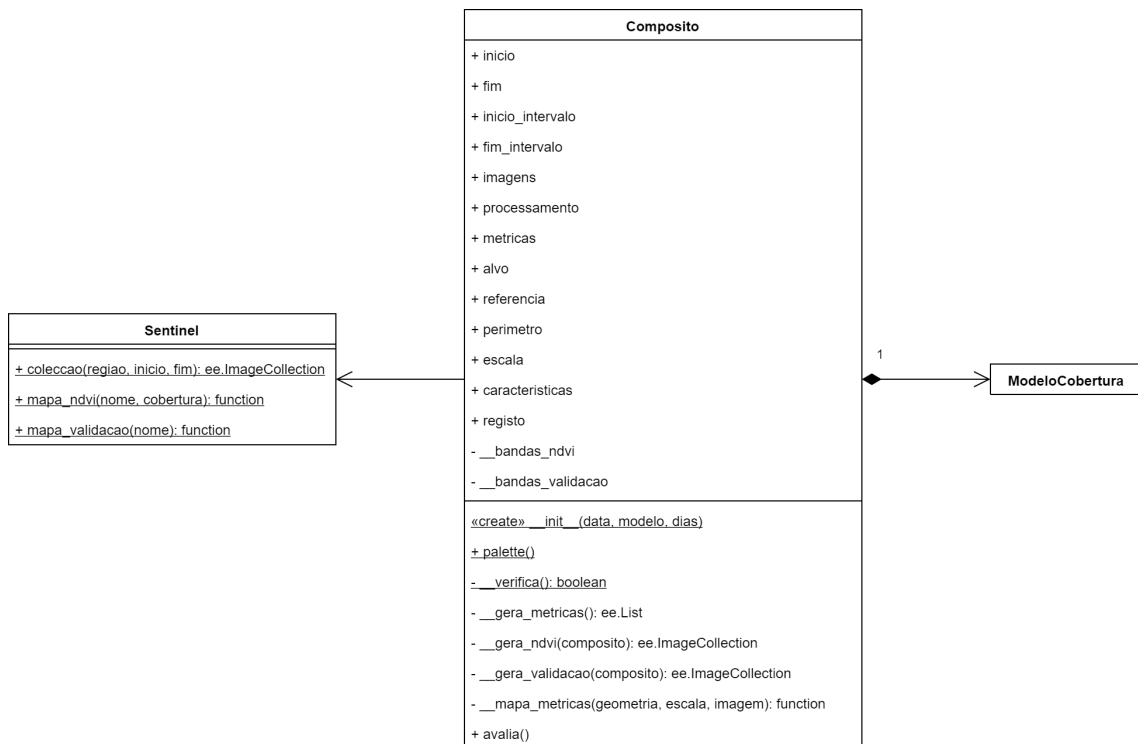 Composito
+ inicio
+ fim
+ inicio_intervalo
+ fim_intervalo
+ imagens
+ processamento
+ metricas
+ alvo
+ referencia
+ perimetro
+ escala
+ caracteristicas
+ registo
- __bandas_ndvi
- __bandas_validacao
«create» __init__(data, modelo, dias)
+ palette()
- __verifica(): boolean
- __gera_metricas(): ee.List
- __gera_ndvi(composito): ee.ImageCollection
- __gera_validacao(composito): ee.ImageCollection
- __mapa_metricas(geometria, escala, imagem): function
+ avalia()
Sentinel
+ coleccao(regiao, inicio, fim): ee.ImageCollection
+ mapa_ndvi(nome, cobertura): function
+ mapa_validacao(nome): function
1
ModeloCobertura